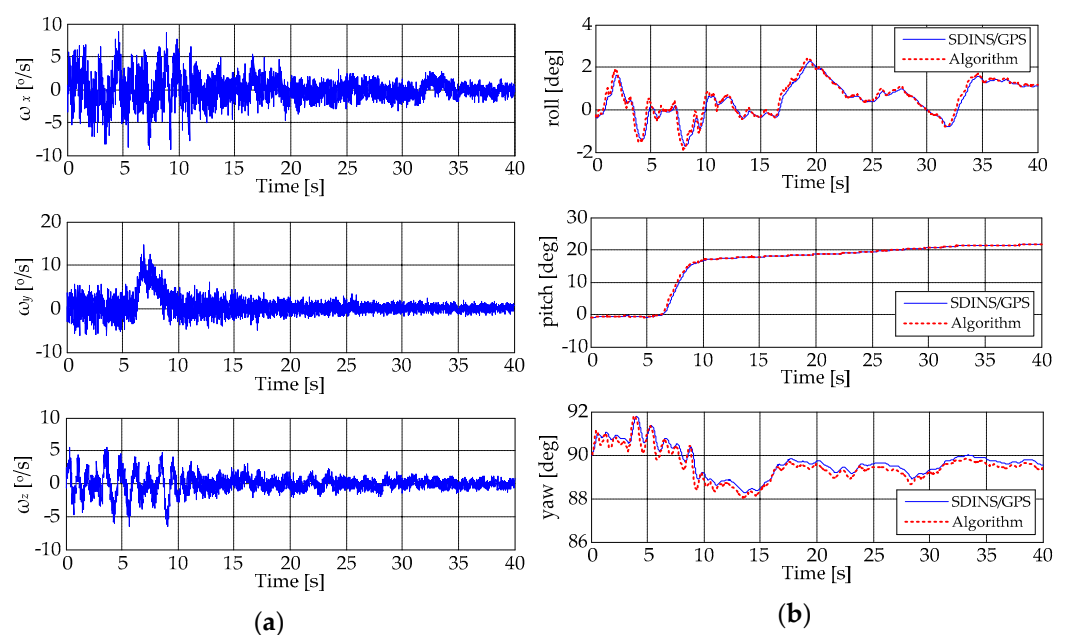 10
5
0
-5
-10
ω x [º/s]
0 5 10 15 20 25 30 35 40
Time [s]
20
10
0
-10
ωy [º/s]
0 5 10 15 20 25 30 35 40
Time [s]
10
5
0
-5
-10
ωz [º/s]
0 5 10 15 20 25 30 35 40
Time [s]
(a)
4
2
0
-2
roll [deg]
SDINS/GPS
Algorithm
0 5 10 15 20 25 30 35 40
Time [s]
30
20
10
0
-10
pitch [deg]
SDINS/GPS
Algorithm
0 5 10 15 20 25 30 35 40
Time [s]
92
90
88
86
yaw [deg]
SDINS/GPS
Algorithm
0 5 10 15 20 25 30 35 40
Time [s]
(b)